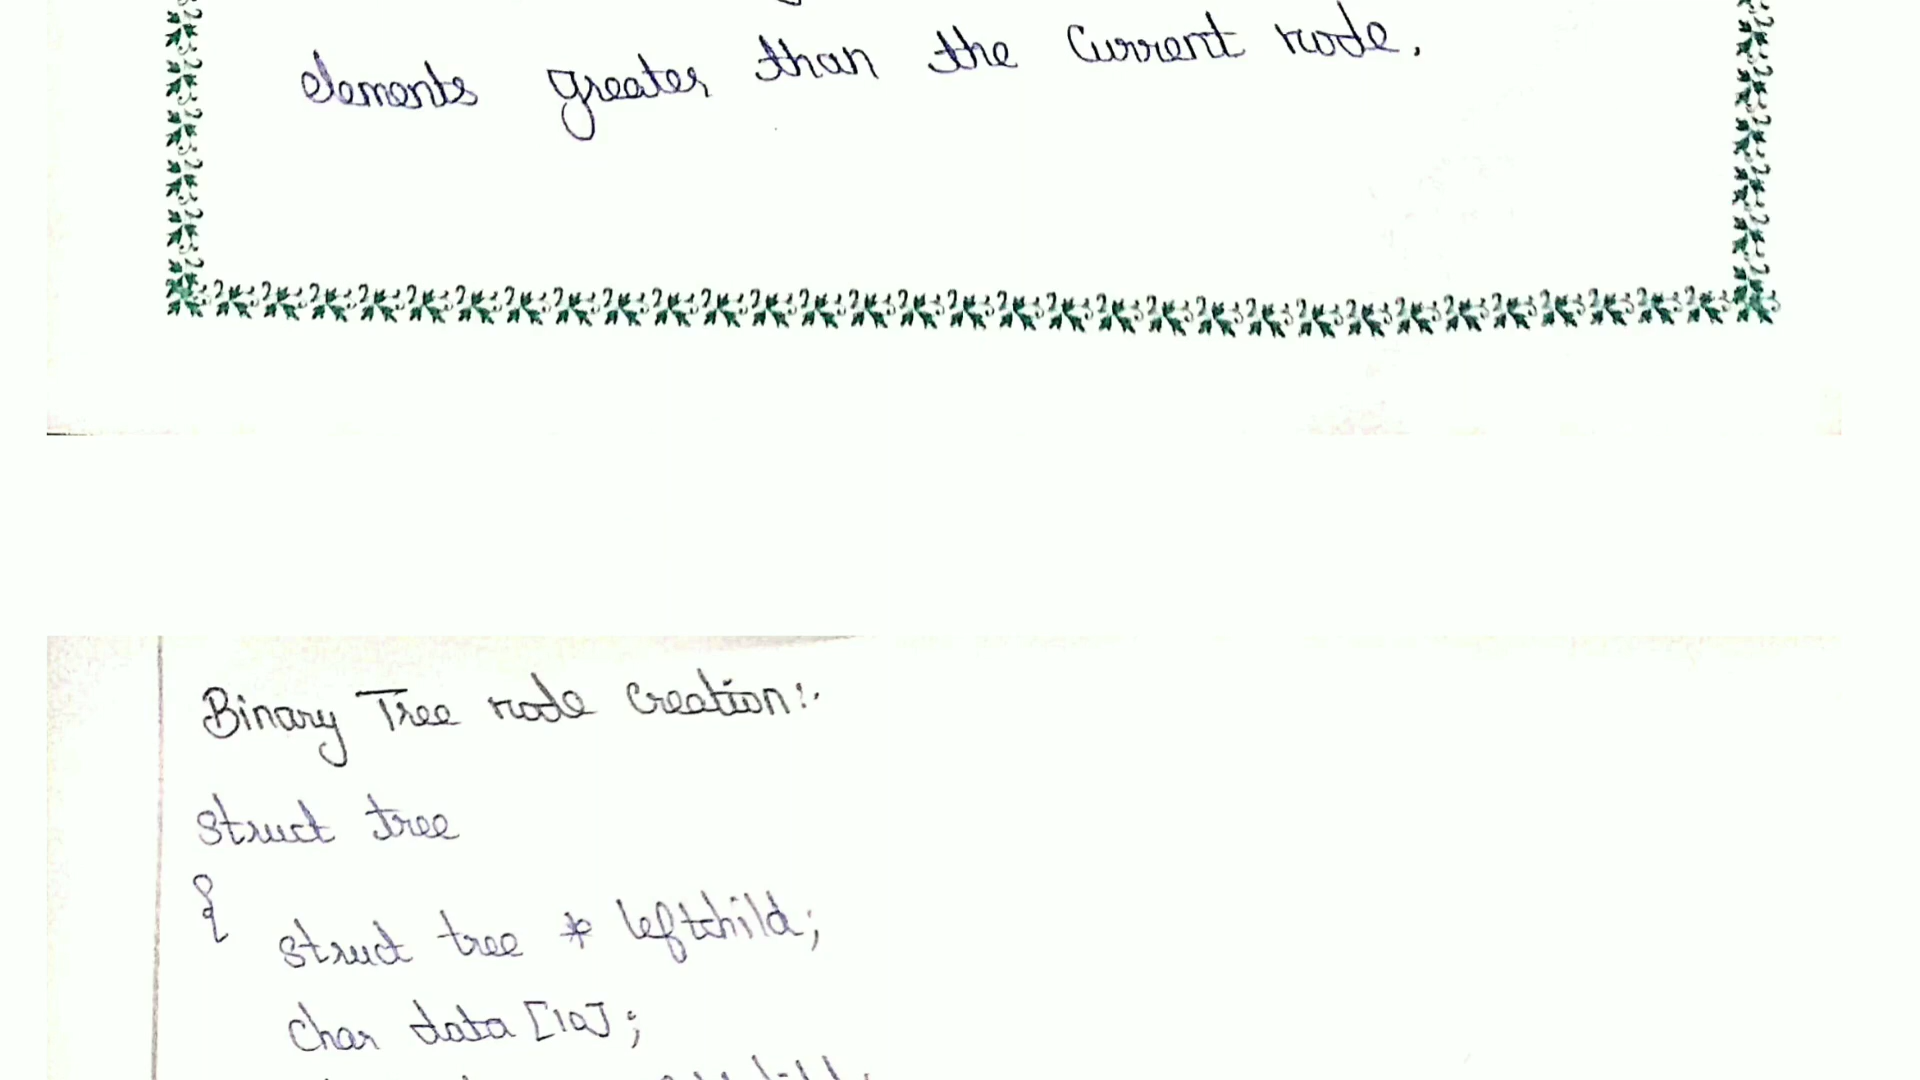 elements greater than the current node.
Binary Tree node creation:-
struct tree
{
struct tree * leftchild;
char data [10];